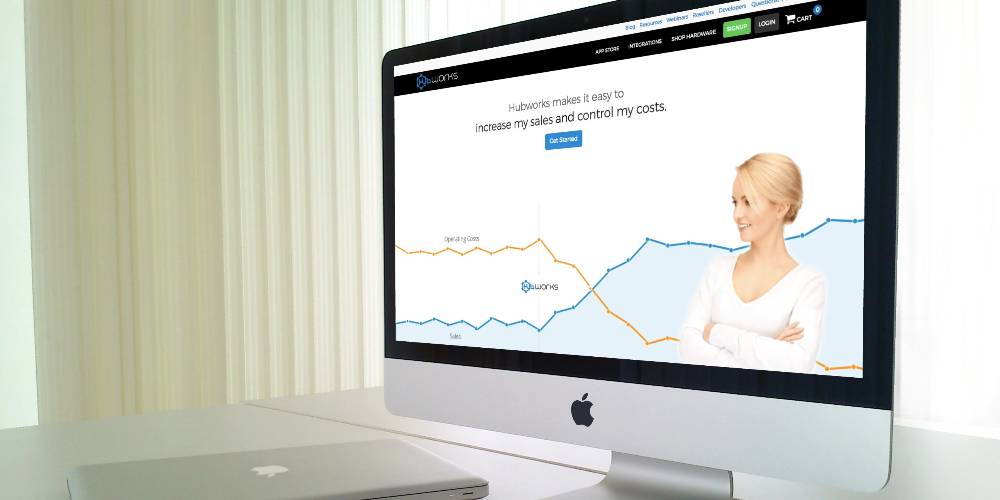 Blog Resources Webinars Resellers Developers Questions
APP STORE INTEGRATIONS SHOP HARDWARE SIGNUP LOGIN CART 0
HubWORKS
Hubworks makes it easy to
increase my sales and control my costs.
Get Started
Operating Costs
HubWORKS
Sales